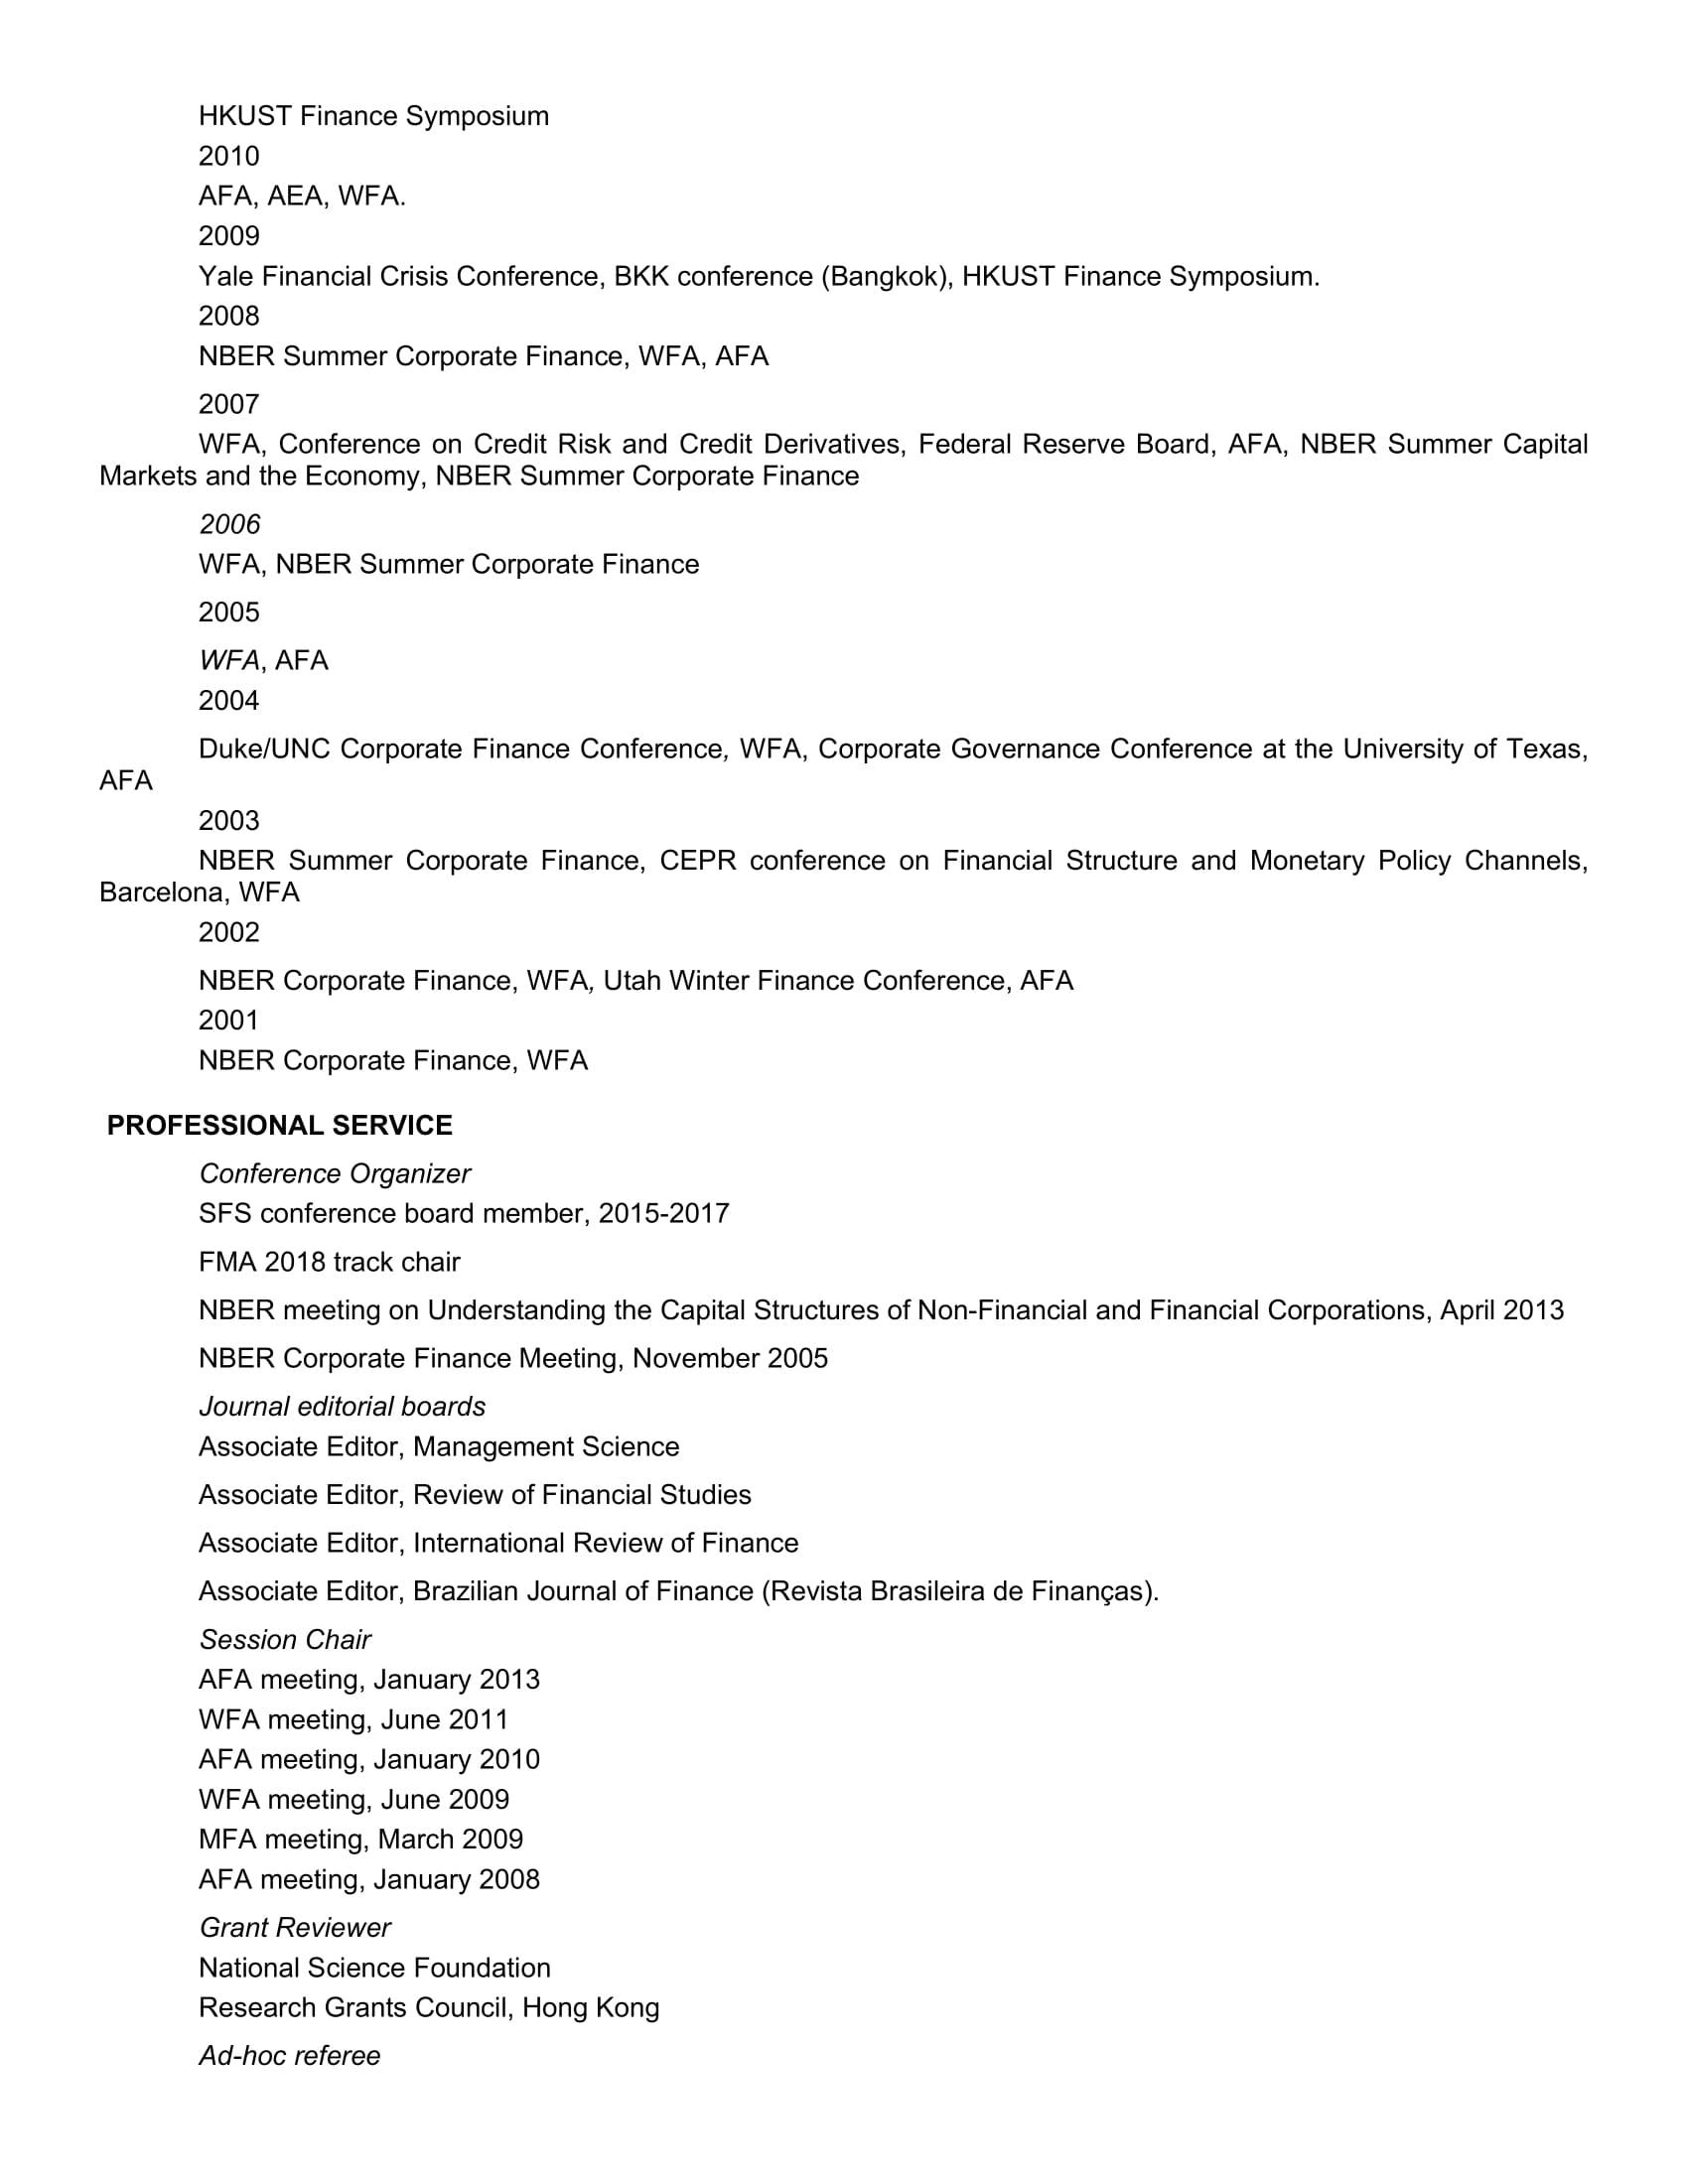 HKUST Finance Symposium
2010
AFA, AEA, WFA.
2009
Yale Financial Crisis Conference, BKK conference (Bangkok), HKUST Finance Symposium.
2008
NBER Summer Corporate Finance, WFA, AFA
2007
WFA, Conference on Credit Risk and Credit Derivatives, Federal Reserve Board, AFA, NBER Summer Capital
Markets and the Economy, NBER Summer Corporate Finance
2006
WFA, NBER Summer Corporate Finance
2005
WFA, AFA
2004
Duke/UNC Corporate Finance Conference, WFA, Corporate Governance Conference at the University of Texas,
AFA
2003
NBER Summer Corporate Finance, CEPR conference on Financial Structure and Monetary Policy Channels,
Barcelona, WFA
2002
NBER Corporate Finance, WFA, Utah Winter Finance Conference, AFA
2001
NBER Corporate Finance, WFA
PROFESSIONAL SERVICE
Conference Organizer
SFS conference board member, 2015-2017
FMA 2018 track chair
NBER meeting on Understanding the Capital Structures of Non-Financial and Financial Corporations, April 2013
NBER Corporate Finance Meeting, November 2005
Journal editorial boards
Associate Editor, Management Science
Associate Editor, Review of Financial Studies
Associate Editor, International Review of Finance
Associate Editor, Brazilian Journal of Finance (Revista Brasileira de Finanças).
Session Chair
AFA meeting, January 2013
WFA meeting, June 2011
AFA meeting, January 2010
WFA meeting, June 2009
MFA meeting, March 2009
AFA meeting, January 2008
Grant Reviewer
National Science Foundation
Research Grants Council, Hong Kong
Ad-hoc referee